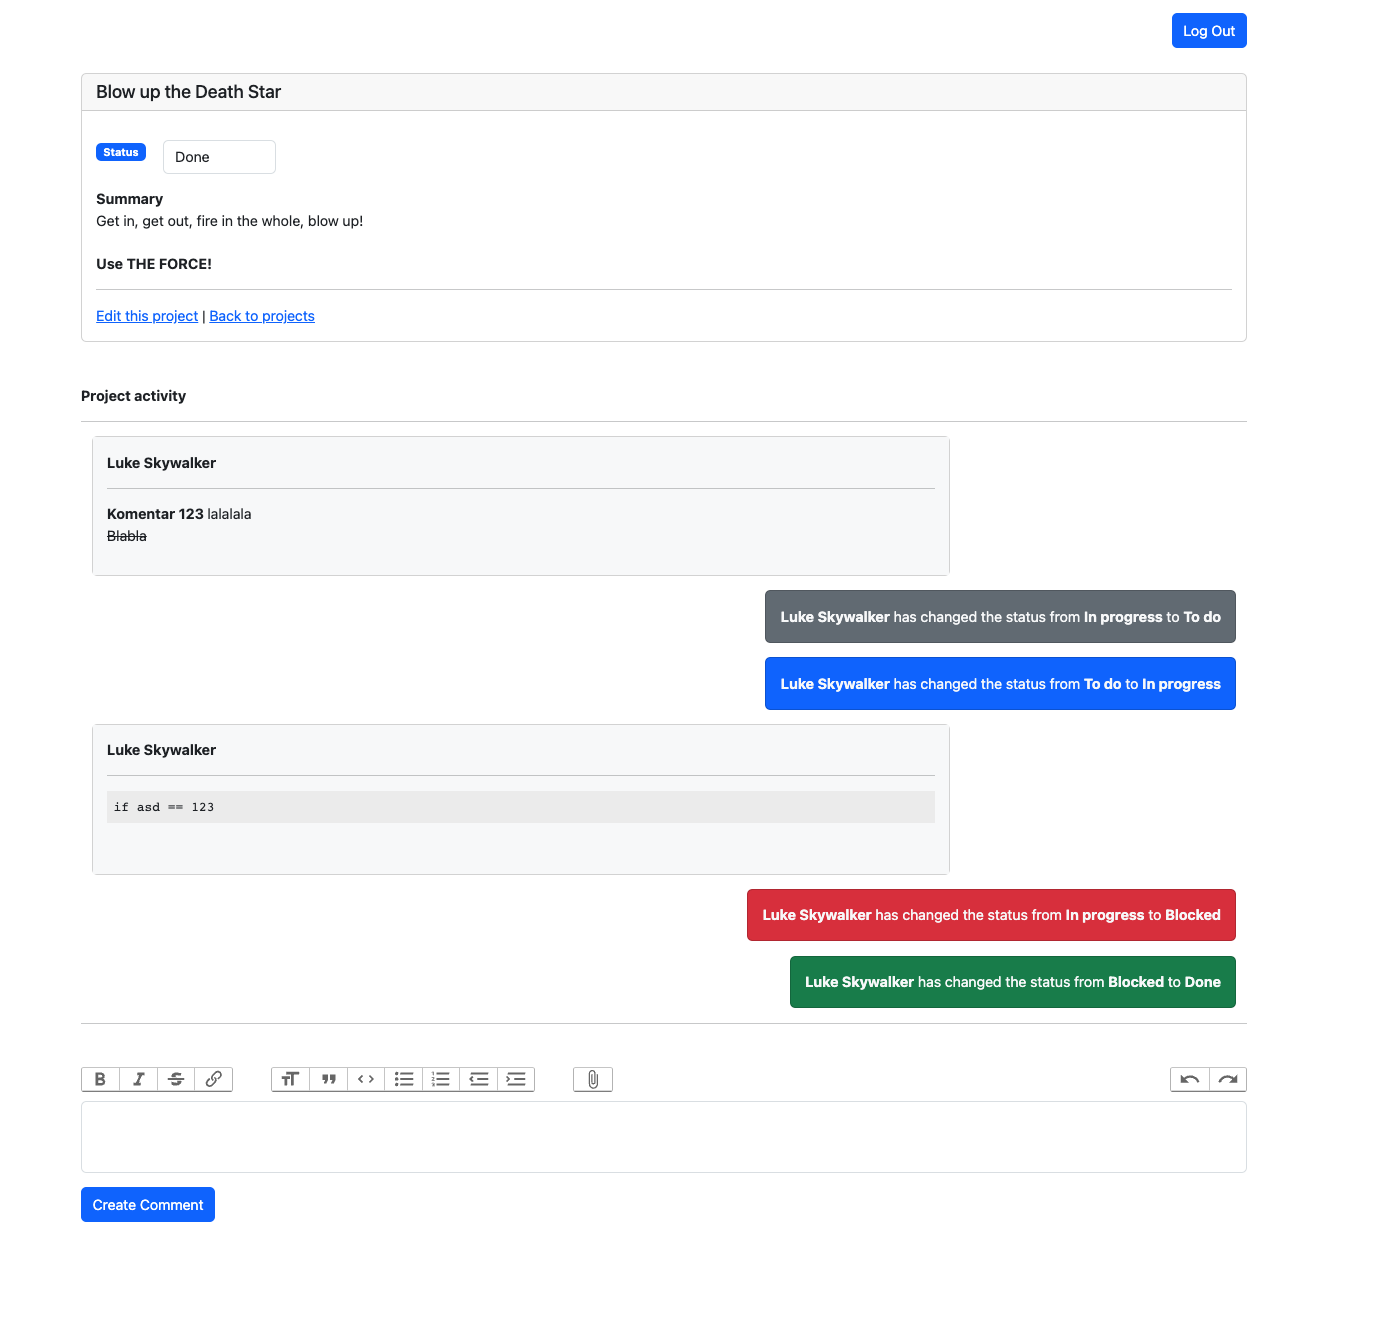 Log Out
Blow up the Death Star
Status
Done
Summary
Get in, get out, fire in the whole, blow up!
Use THE FORCE!
Edit this project | Back to projects
Project activity
Luke Skywalker
Komentar 123 lalalala
Blabla
Luke Skywalker has changed the status from In progress to To do
Luke Skywalker has changed the status from To do to In progress
Luke Skywalker
if asd == 123
Luke Skywalker has changed the status from In progress to Blocked
Luke Skywalker has changed the status from Blocked to Done
Create Comment